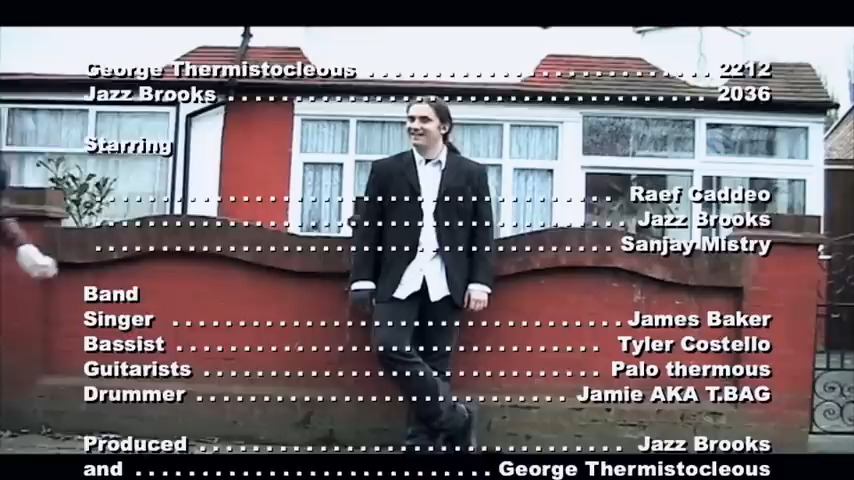 George Thermistocleous .............................. 2212
Jazz Brooks .......................................... 2036
Starring
............................................ Raef Caddeo
............................................ Jazz Brooks
............................................ Sanjay Mistry
Band
Singer ....................................... James Baker
Bassist ..................................... Tyler Costello
Guitarists .................................. Palo thermous
Drummer ................................ Jamie AKA T.BAG
Produced .................................... Jazz Brooks
and .............................. George Thermistocleous